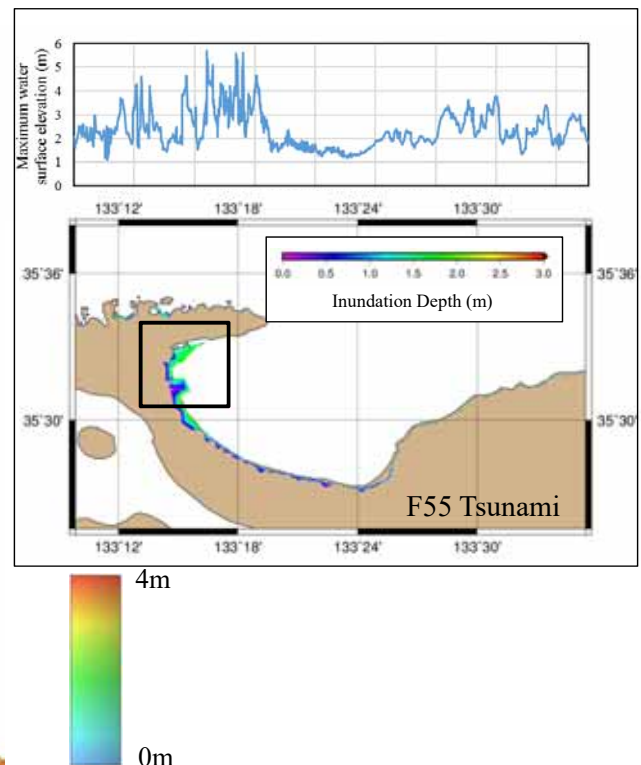 Maximum water
surface elevation (m)
6
5
4
3
2
1
0
133˚12' 133˚18' 133˚24' 133˚30'
35˚36' 35˚36'
0.0 0.5 1.0 1.5 2.0 2.5 3.0
Inundation Depth (m)
35˚30' 35˚30'
F55 Tsunami
133˚12' 133˚18' 133˚24' 133˚30'
4m
0m